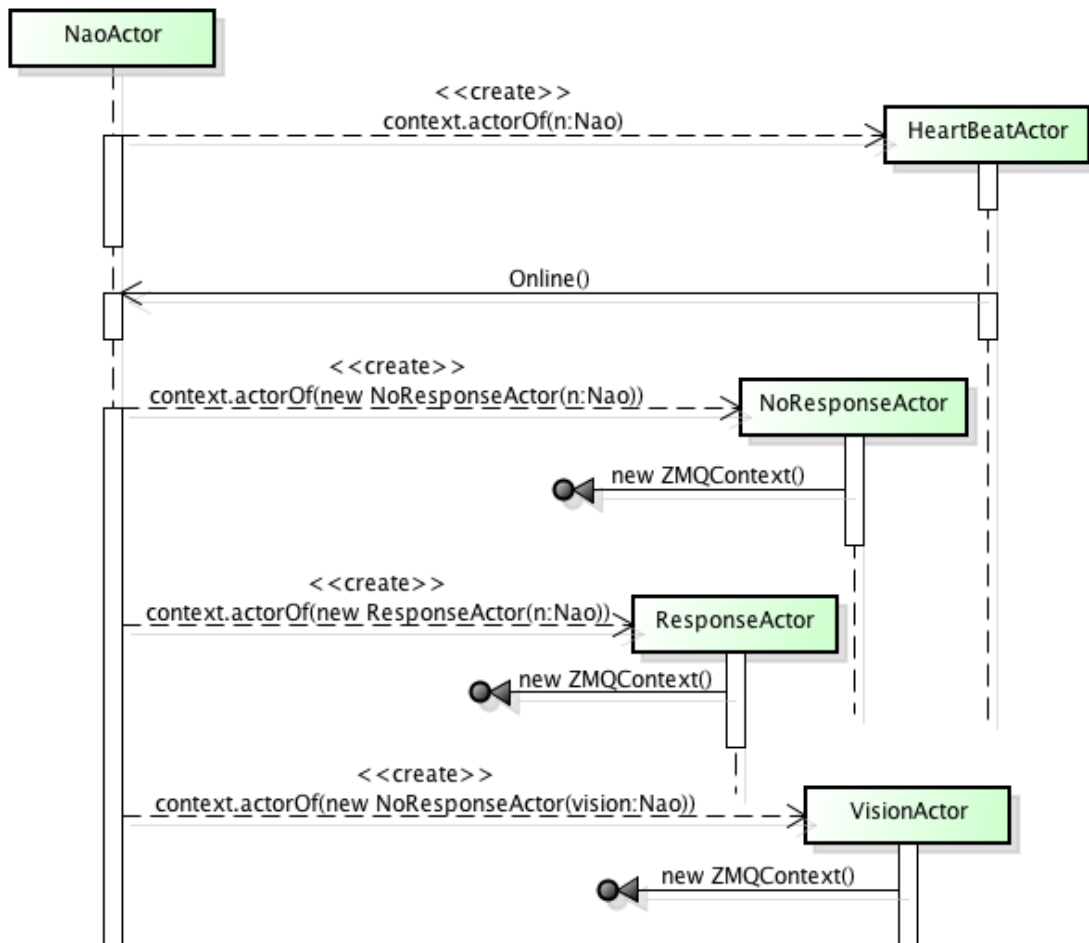 NaoActor
<<create>>
context.actorOf(n:Nao)
HeartBeatActor
Online()
<<create>>
context.actorOf(new NoResponseActor(n:Nao))
NoResponseActor
new ZMQContext()
<<create>>
context.actorOf(new ResponseActor(n:Nao))
ResponseActor
new ZMQContext()
<<create>>
context.actorOf(new NoResponseActor(vision:Nao))
VisionActor
new ZMQContext()